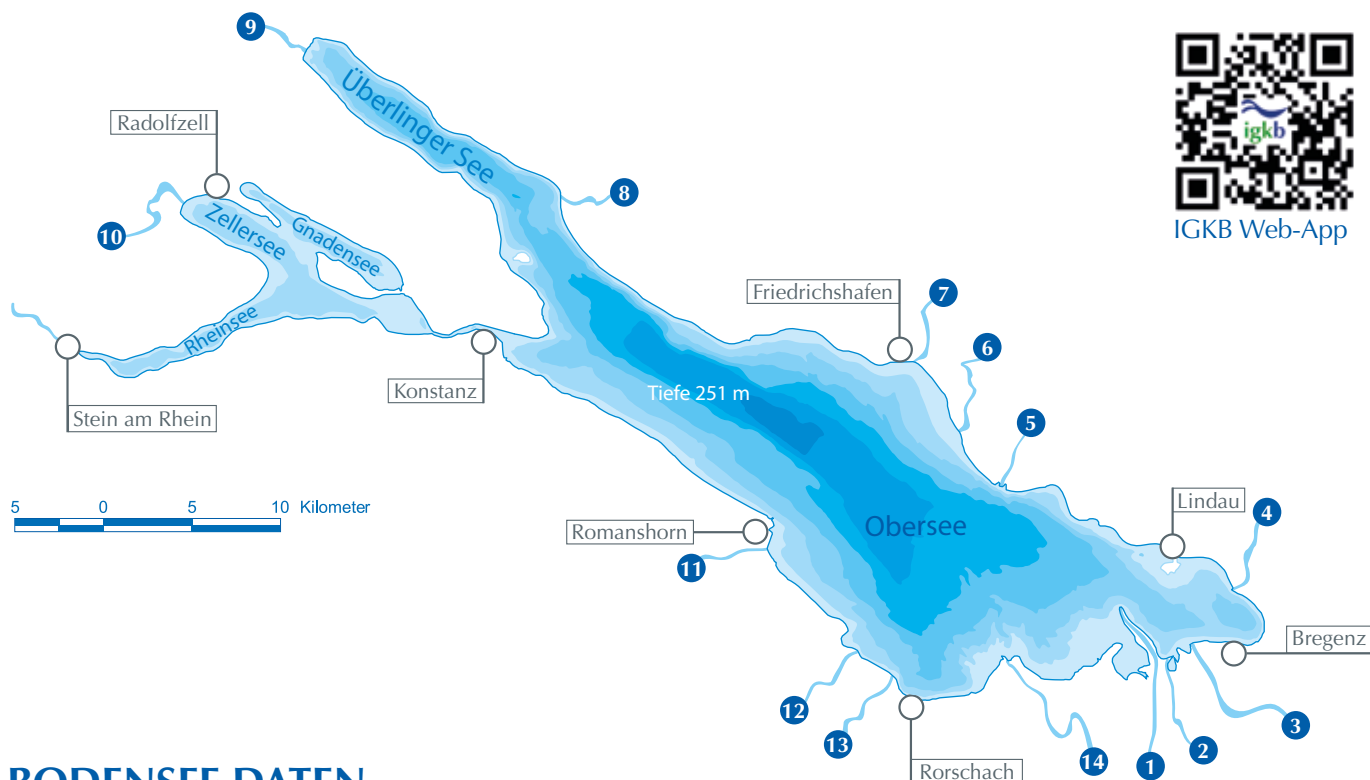 9
Überlinger See
Radolfzell
igkb
8
IGKB Web-App
10
Zellersee
Gnadensee
Friedrichshafen
7
6
Rheinsee
Konstanz
Tiefe 251 m
Stein am Rhein
5
5 0 5 10 Kilometer
Lindau
4
Romanshorn
Obersee
11
Bregenz
12
13
3
2
14
1
Rorschach
BODENSEE-DATEN